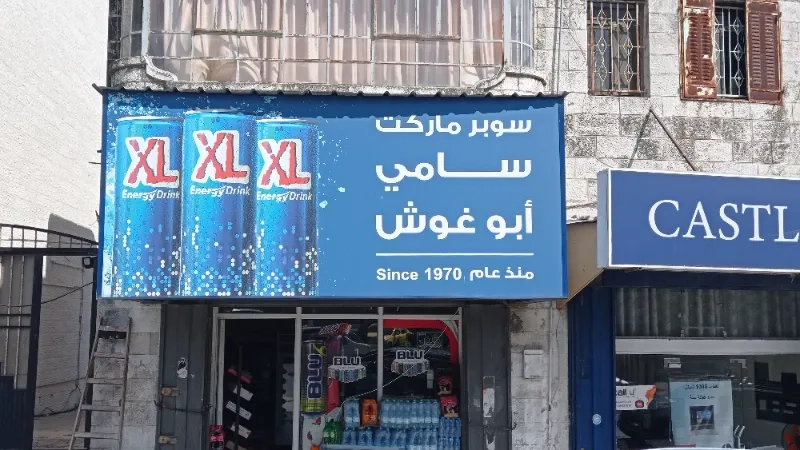 سوبر ماركت
سامي
أبو غوش
Since 1970 منذ عام
XL
Energy Drink
XL
Energy Drink
XL
Energy Drink
CASTL
BLU
BLU
BLU